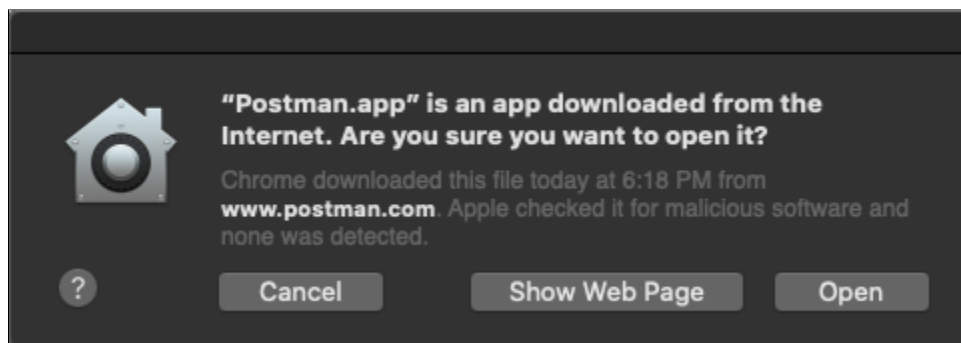 “Postman.app” is an app downloaded from the
Internet. Are you sure you want to open it?
Chrome downloaded this file today at 6:18 PM from
www.postman.com. Apple checked it for malicious software and
none was detected.
? Cancel Show Web Page Open